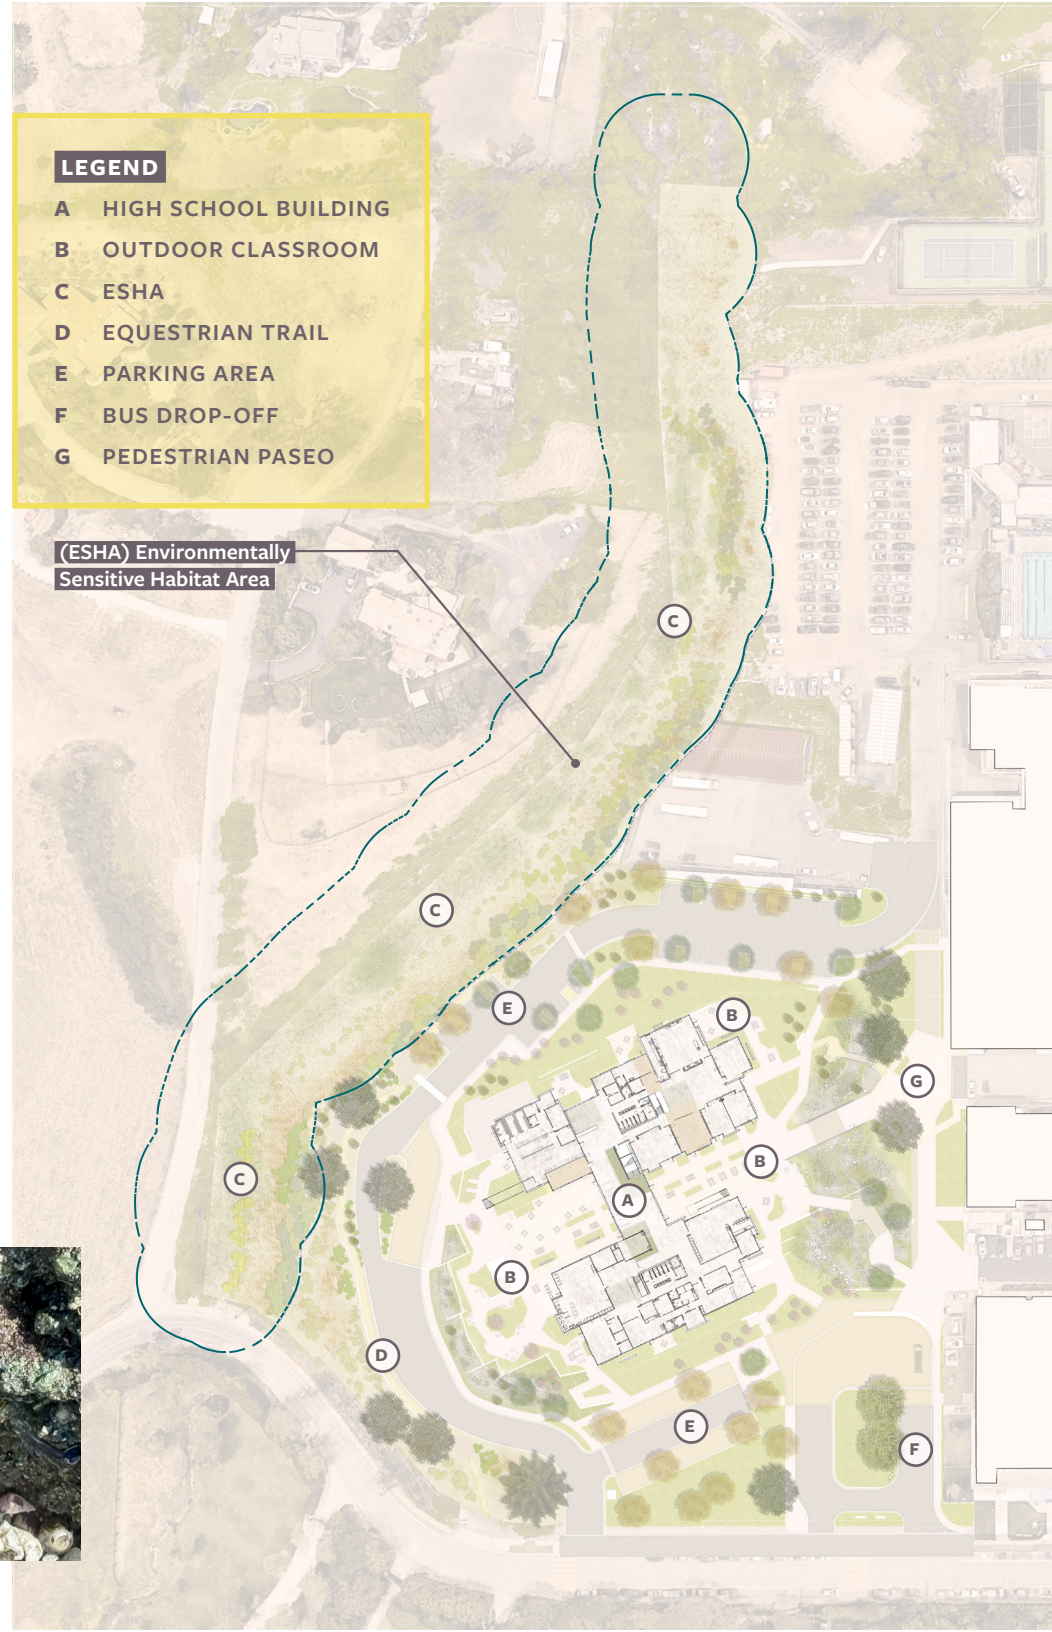 LEGEND
A HIGH SCHOOL BUILDING
B OUTDOOR CLASSROOM
C ESHA
D EQUESTRIAN TRAIL
E PARKING AREA
F BUS DROP-OFF
G PEDESTRIAN PASEO
(ESHA) Environmentally
Sensitive Habitat Area
C
C
E
B
G
B
C
A
B
D
E
F